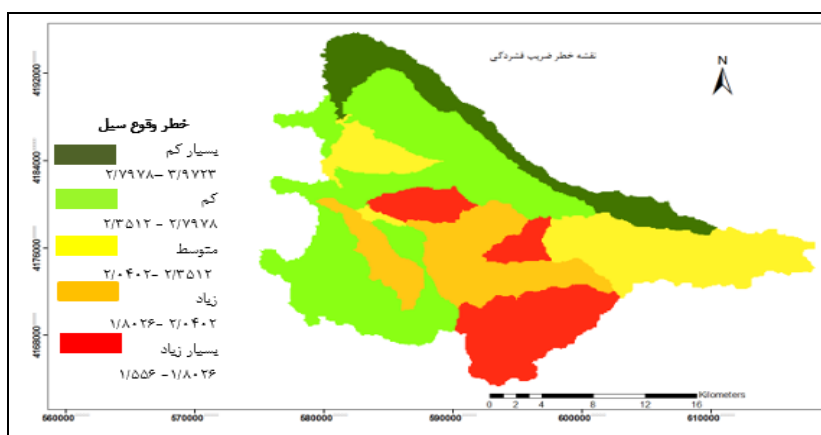 نقشه خطر ضریب فشردگی
N
4192000
4184000
4176000
4168000
خطر وقوع سیل
بسیار کم
۲/۷۹۷۸ -۳/۹۷۲۳
کم
۲/۳۵۱۲ - ۲/۷۹۷۸
متوسط
۲/۰۴۰۲ -۲/۳۵۱۲
زیاد
۱/۸۰۲۶ -۲/۰۴۰۲
بسیار زیاد
۱/۵۵۶ -۱/۸۰۲۶
Kilometers
0 2 4 8 12 16
560000 570000 580000 590000 600000 610000